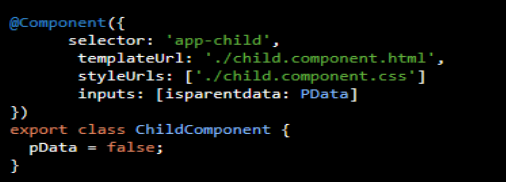 @Component({
selector: 'app-child',
templateUrl: './child.component.html',
styleUrls: ['./child.component.css']
inputs: [isparentdata: PData]
})
export class ChildComponent {
pData = false;
}